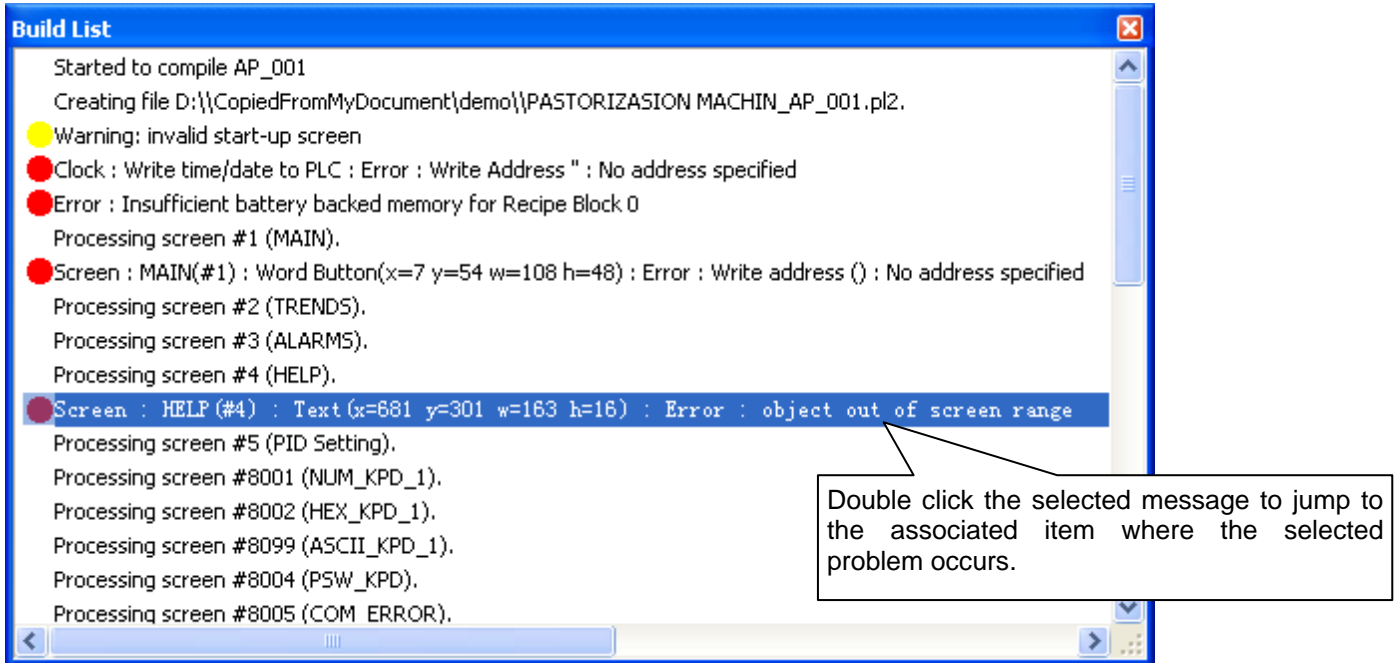 Build List
Started to compile AP_001
Creating file D:\\CopiedFromMyDocument\demo\\PASTORIZASION MACHIN_AP_001.pl2.
Warning: invalid start-up screen
Clock : Write time/date to PLC : Error : Write Address " : No address specified
Error : Insufficient battery backed memory for Recipe Block 0
Processing screen #1 (MAIN).
Screen : MAIN(#1) : Word Button(x=7 y=54 w=108 h=48) : Error : Write address () : No address specified
Processing screen #2 (TRENDS).
Processing screen #3 (ALARMS).
Processing screen #4 (HELP).
Screen : HELP(#4) : Text(x=681 y=301 w=163 h=16) : Error : object out of screen range
Processing screen #5 (PID Setting).
Processing screen #8001 (NUM_KPD_1).
Processing screen #8002 (HEX_KPD_1).
Processing screen #8099 (ASCII_KPD_1).
Processing screen #8004 (PSW_KPD).
Processing screen #8005 (COM_ERROR).
Double click the selected message to jump to
the associated item where the selected
problem occurs.